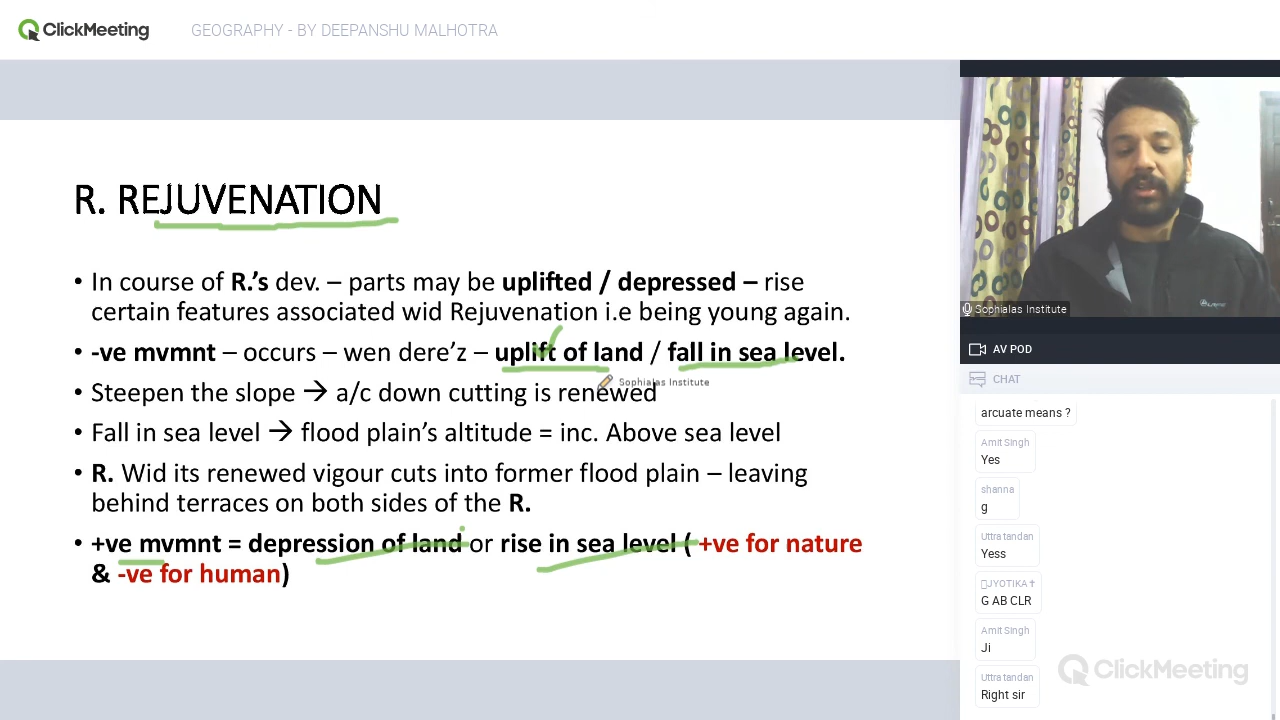 ClickMeeting
GEOGRAPHY - BY DEEPANSHU MALHOTRA
R. REJUVENATION
• In course of R.’s dev. – parts may be uplifted / depressed – rise
certain features associated wid Rejuvenation i.e being young again.
• -ve mvmnt – occurs – wen dere’z – uplift of land / fall in sea level.
Sophialas Institute
• Steepen the slope → a/c down cutting is renewed
• Fall in sea level → flood plain’s altitude = inc. Above sea level
• R. Wid its renewed vigour cuts into former flood plain – leaving
behind terraces on both sides of the R.
• +ve mvmnt = depression of land or rise in sea level ( +ve for nature
& -ve for human)
Sophialas Institute
AV POD
CHAT
arcuate means ?
Amit Singh
Yes
shanna
g
Uttra tandan
Yess
JYOTIKA✝
G AB CLR
Amit Singh
Ji
Uttra tandan
Right sir
ClickMeeting